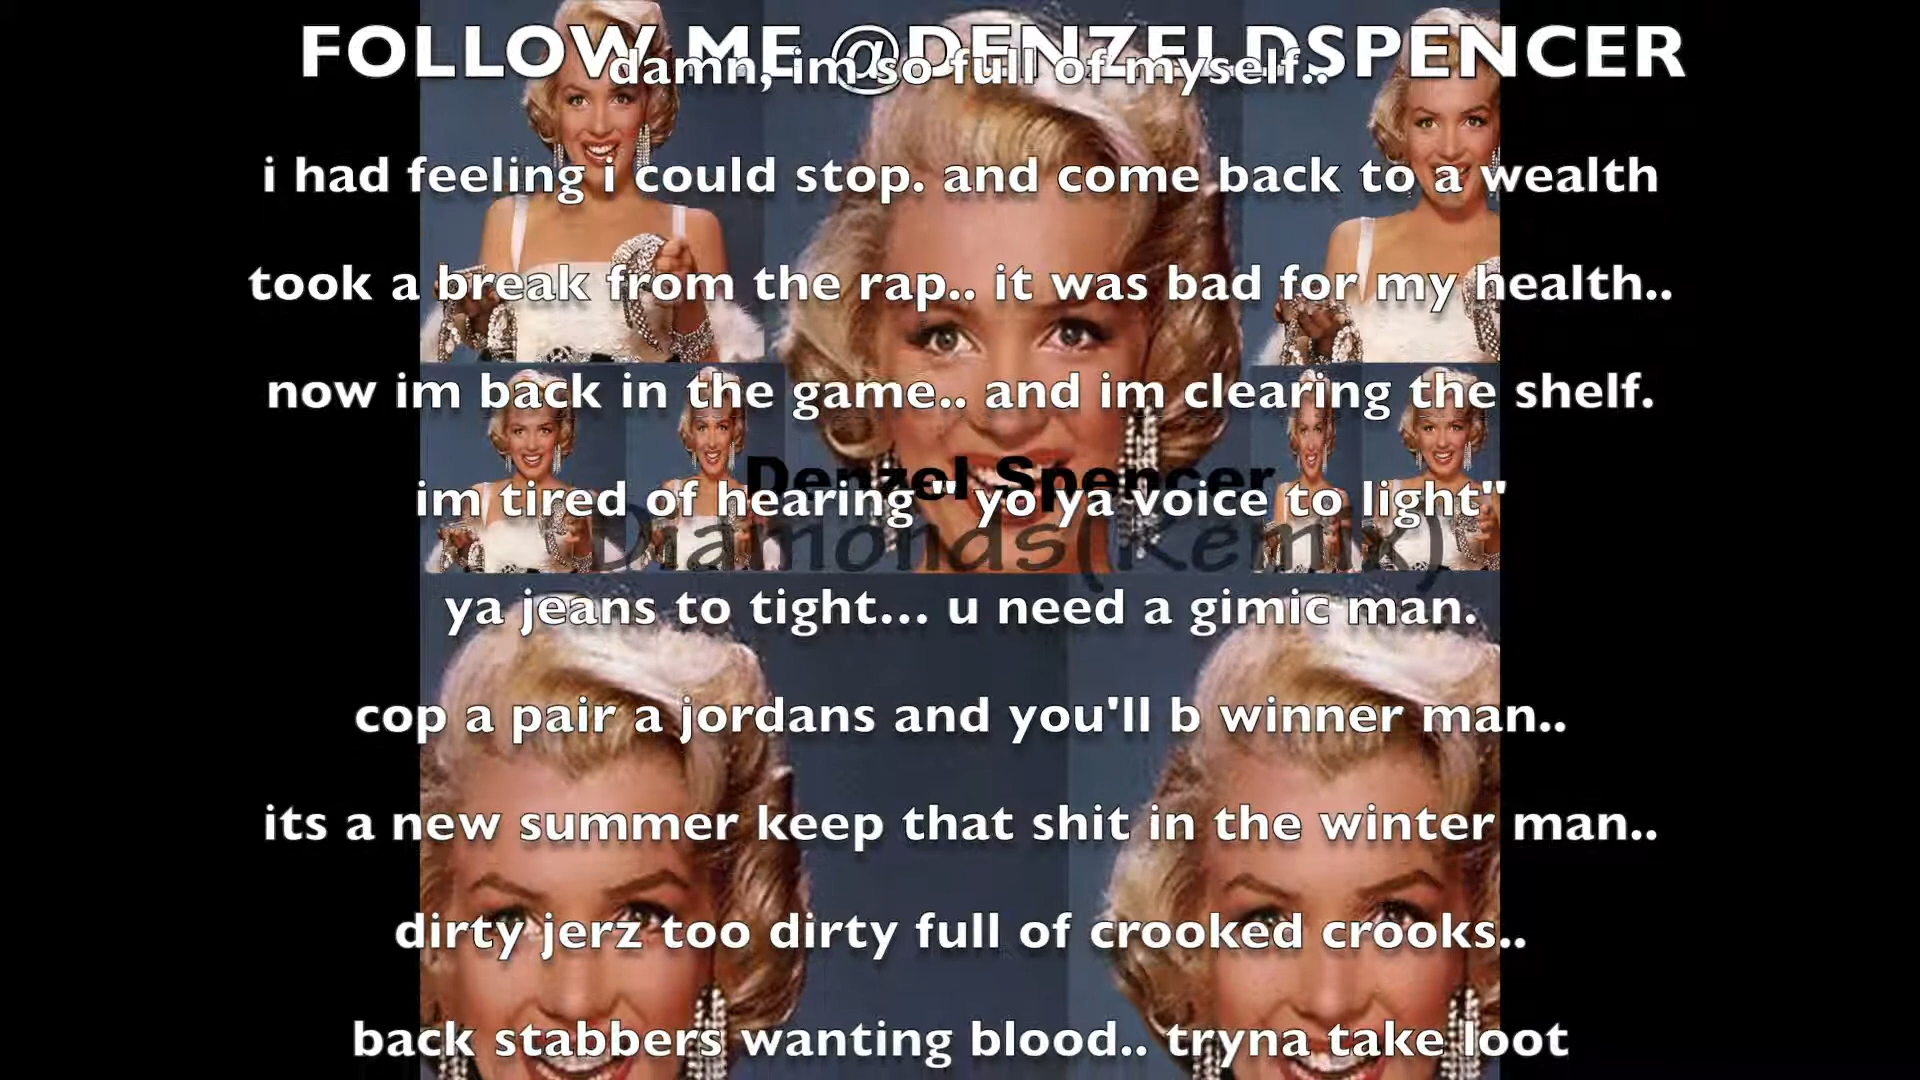 FOLLOW ME @DENZELDSPENCER
damn, im so full of myself..
i had feeling i could stop. and come back to a wealth
took a break from the rap.. it was bad for my health..
now im back in the game.. and im clearing the shelf.
Denzel Spencer
im tired of hearing " yo ya voice to light"
Diamonds(Remix)
ya jeans to tight... u need a gimic man.
cop a pair a jordans and you'll b winner man..
its a new summer keep that shit in the winter man..
dirty jerz too dirty full of crooked crooks..
back stabbers wanting blood.. tryna take loot